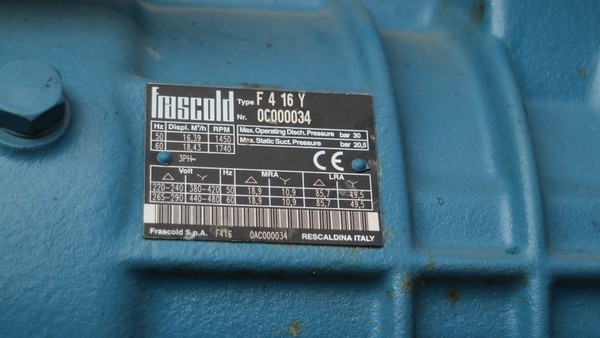 frascold Type F 4 16 Y
Nr. 0C000034
Hz Displ. M³/h RPM
50 16,39 1450 Max. Operating Disch. Pressure bar 30
60 18,43 1740 Max. Static Suct. Pressure bar 20,5
3PH~ CE
Volt Hz MRA LRA
△ Y △ Y △ Y
220-240 380-420 50 18,9 10,9 85,7 49,5
265-290 440-480 60 18,9 10,9 85,7 49,5
Frascold S.p.A. F416 0AC000034 RESCALDINA ITALY